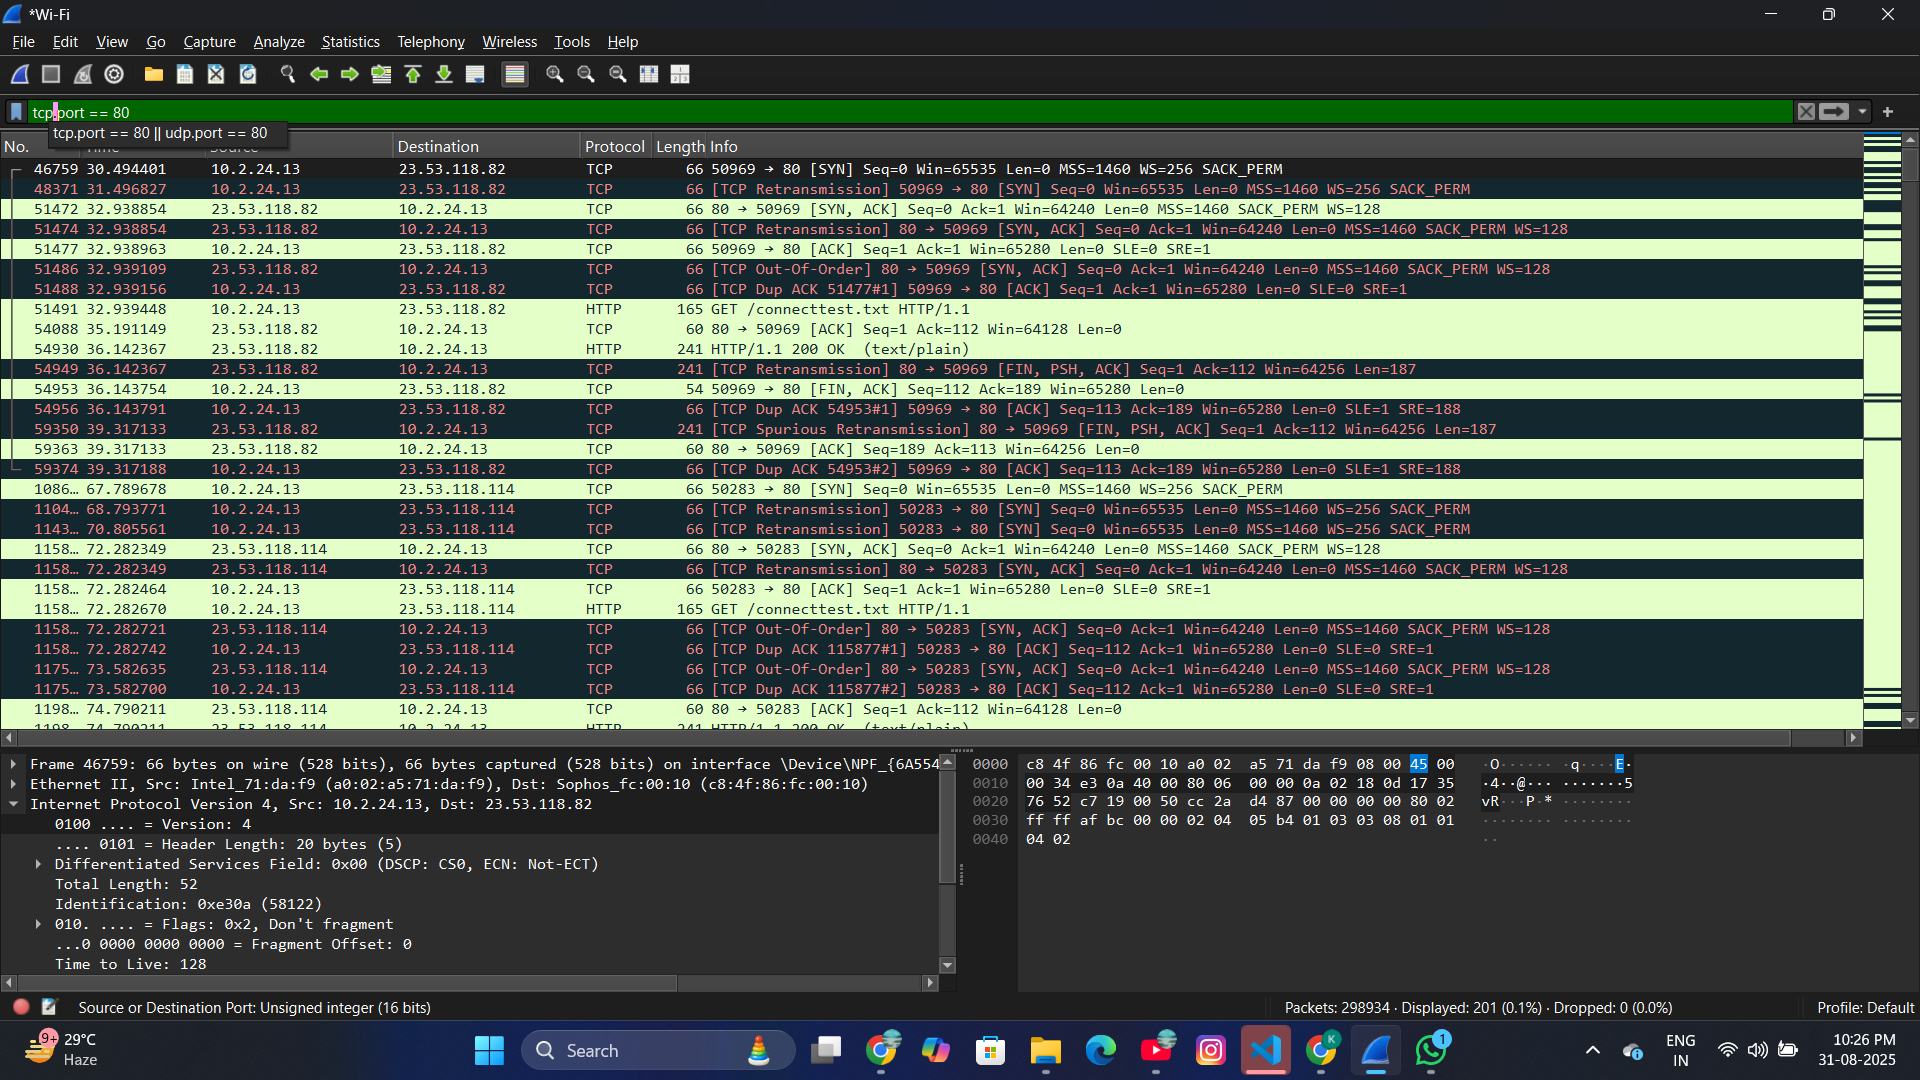 *Wi-Fi
File Edit View Go Capture Analyze Statistics Telephony Wireless Tools Help
tcp.port == 80
tcp.port == 80 || udp.port == 80
No. Time Source Destination Protocol Length Info
46759 30.494401 10.2.24.13 23.53.118.82 TCP 66 50969 → 80 [SYN] Seq=0 Win=65535 Len=0 MSS=1460 WS=256 SACK_PERM
48371 31.496827 10.2.24.13 23.53.118.82 TCP 66 [TCP Retransmission] 50969 → 80 [SYN] Seq=0 Win=65535 Len=0 MSS=1460 WS=256 SACK_PERM
51472 32.938854 23.53.118.82 10.2.24.13 TCP 66 80 → 50969 [SYN, ACK] Seq=0 Ack=1 Win=64240 Len=0 MSS=1460 SACK_PERM WS=128
51474 32.938854 23.53.118.82 10.2.24.13 TCP 66 [TCP Retransmission] 80 → 50969 [SYN, ACK] Seq=0 Ack=1 Win=64240 Len=0 MSS=1460 SACK_PERM WS=128
51477 32.938963 10.2.24.13 23.53.118.82 TCP 66 50969 → 80 [ACK] Seq=1 Ack=1 Win=65280 Len=0 SLE=0 SRE=1
51486 32.939109 23.53.118.82 10.2.24.13 TCP 66 [TCP Out-Of-Order] 80 → 50969 [SYN, ACK] Seq=0 Ack=1 Win=64240 Len=0 MSS=1460 SACK_PERM WS=128
51488 32.939156 10.2.24.13 23.53.118.82 TCP 66 [TCP Dup ACK 51477#1] 50969 → 80 [ACK] Seq=1 Ack=1 Win=65280 Len=0 SLE=0 SRE=1
51491 32.939448 10.2.24.13 23.53.118.82 HTTP 165 GET /connecttest.txt HTTP/1.1
54088 35.191149 23.53.118.82 10.2.24.13 TCP 60 80 → 50969 [ACK] Seq=1 Ack=112 Win=64128 Len=0
54930 36.142367 23.53.118.82 10.2.24.13 HTTP 241 HTTP/1.1 200 OK  (text/plain)
54949 36.142367 23.53.118.82 10.2.24.13 TCP 241 [TCP Retransmission] 80 → 50969 [FIN, PSH, ACK] Seq=1 Ack=112 Win=64256 Len=187
54953 36.143754 10.2.24.13 23.53.118.82 TCP 54 50969 → 80 [FIN, ACK] Seq=112 Ack=189 Win=65280 Len=0
54956 36.143791 10.2.24.13 23.53.118.82 TCP 66 [TCP Dup ACK 54953#1] 50969 → 80 [ACK] Seq=113 Ack=189 Win=65280 Len=0 SLE=1 SRE=188
59350 39.317133 23.53.118.82 10.2.24.13 TCP 241 [TCP Spurious Retransmission] 80 → 50969 [FIN, PSH, ACK] Seq=1 Ack=112 Win=64256 Len=187
59363 39.317133 23.53.118.82 10.2.24.13 TCP 60 80 → 50969 [ACK] Seq=189 Ack=113 Win=64256 Len=0
59374 39.317188 10.2.24.13 23.53.118.82 TCP 66 [TCP Dup ACK 54953#2] 50969 → 80 [ACK] Seq=113 Ack=189 Win=65280 Len=0 SLE=1 SRE=188
1086… 67.789678 10.2.24.13 23.53.118.114 TCP 66 50283 → 80 [SYN] Seq=0 Win=65535 Len=0 MSS=1460 WS=256 SACK_PERM
1104… 68.793771 10.2.24.13 23.53.118.114 TCP 66 [TCP Retransmission] 50283 → 80 [SYN] Seq=0 Win=65535 Len=0 MSS=1460 WS=256 SACK_PERM
1143… 70.805561 10.2.24.13 23.53.118.114 TCP 66 [TCP Retransmission] 50283 → 80 [SYN] Seq=0 Win=65535 Len=0 MSS=1460 WS=256 SACK_PERM
1158… 72.282349 23.53.118.114 10.2.24.13 TCP 66 80 → 50283 [SYN, ACK] Seq=0 Ack=1 Win=64240 Len=0 MSS=1460 SACK_PERM WS=128
1158… 72.282349 23.53.118.114 10.2.24.13 TCP 66 [TCP Retransmission] 80 → 50283 [SYN, ACK] Seq=0 Ack=1 Win=64240 Len=0 MSS=1460 SACK_PERM WS=128
1158… 72.282464 10.2.24.13 23.53.118.114 TCP 66 50283 → 80 [ACK] Seq=1 Ack=1 Win=65280 Len=0 SLE=0 SRE=1
1158… 72.282670 10.2.24.13 23.53.118.114 HTTP 165 GET /connecttest.txt HTTP/1.1
1158… 72.282721 23.53.118.114 10.2.24.13 TCP 66 [TCP Out-Of-Order] 80 → 50283 [SYN, ACK] Seq=0 Ack=1 Win=64240 Len=0 MSS=1460 SACK_PERM WS=128
1158… 72.282742 10.2.24.13 23.53.118.114 TCP 66 [TCP Dup ACK 115877#1] 50283 → 80 [ACK] Seq=112 Ack=1 Win=65280 Len=0 SLE=0 SRE=1
1175… 73.582635 23.53.118.114 10.2.24.13 TCP 66 [TCP Out-Of-Order] 80 → 50283 [SYN, ACK] Seq=0 Ack=1 Win=64240 Len=0 MSS=1460 SACK_PERM WS=128
1175… 73.582700 10.2.24.13 23.53.118.114 TCP 66 [TCP Dup ACK 115877#2] 50283 → 80 [ACK] Seq=112 Ack=1 Win=65280 Len=0 SLE=0 SRE=1
1198… 74.790211 23.53.118.114 10.2.24.13 TCP 60 80 → 50283 [ACK] Seq=1 Ack=112 Win=64128 Len=0
1198… 74.790211 23.53.118.114 10.2.24.13 HTTP 241 HTTP/1.1 200 OK  (text/plain)
Frame 46759: 66 bytes on wire (528 bits), 66 bytes captured (528 bits) on interface \Device\NPF_{6A554
Ethernet II, Src: Intel_71:da:f9 (a0:02:a5:71:da:f9), Dst: Sophos_fc:00:10 (c8:4f:86:fc:00:10)
Internet Protocol Version 4, Src: 10.2.24.13, Dst: 23.53.118.82
0100 .... = Version: 4
.... 0101 = Header Length: 20 bytes (5)
Differentiated Services Field: 0x00 (DSCP: CS0, ECN: Not-ECT)
Total Length: 52
Identification: 0xe30a (58122)
010. .... = Flags: 0x2, Don't fragment
...0 0000 0000 0000 = Fragment Offset: 0
Time to Live: 128
0000 c8 4f 86 fc 00 10 a0 02 a5 71 da f9 08 00 45 00 ·O······ ·q····E·
0010 00 34 e3 0a 40 00 80 06 00 00 0a 02 18 0d 17 35 ·4··@··· ·······5
0020 76 52 c7 19 00 50 cc 2a d4 87 00 00 00 00 80 02 vR···P·* ········
0030 ff ff af bc 00 00 02 04 05 b4 01 03 03 08 01 01 ········ ········
0040 04 02 ··
Source or Destination Port: Unsigned integer (16 bits)
Packets: 298934 · Displayed: 201 (0.1%) · Dropped: 0 (0.0%)
Profile: Default
9+
29°C
Haze
Search
K
1
ENG
IN
10:26 PM
31-08-2025